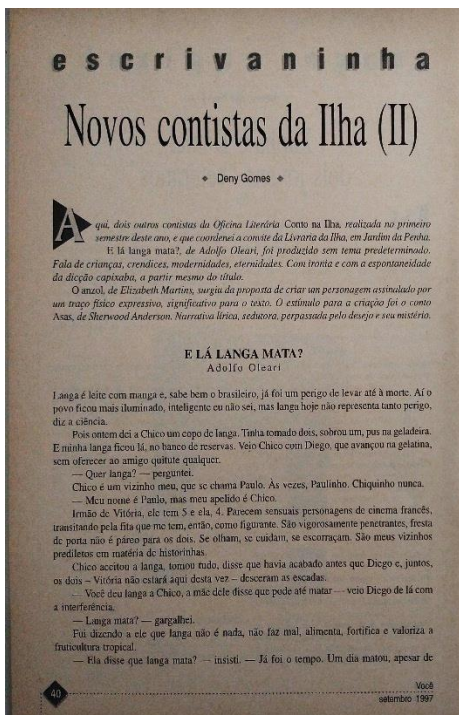 escrivaninha
Novos contistas da Ilha (II)
Deny Gomes
Aqui, dois outros contistas da Oficina Literária Conto na Ilha, realizada no primeiro
semestre deste ano, e que coordenei a convite da Livraria da Ilha, em Jardim da Penha.
E lá langa mata?, de Adolfo Oleari, foi produzido sem tema predeterminado.
Fala de crianças, crendices, modernidades, eternidades. Com ironia e com a espontoneidade
da dicção capixaba, a partir mesmo do título.
O anzol, de Elizabeth Martins, surgiu da proposta de criar um personagem assinalado por
um traço físico expressivo, significativo para o texto. O estímulo para a criação foi o conto
Asas, de Sherwood Anderson. Narrativa lírica, sedutora, perpassada pelo desejo e seu mistério.
E LÁ LANGA MATA?
Adolfo Oleari
Langa é leite com manga e, sabe bem o brasileiro, já foi um perigo de levar até à morte. Aí o
povo ficou mais iluminado, inteligente eu não sei, mas langa hoje não representa tanto perigo,
diz a ciência.
Pois ontem dei a Chico um copo de langa. Tinha tomado dois, sobrou um, pus na geladeira.
E minha langa ficou lá, no banco de reservas. Veio Chico com Diego, que avançou na gelatina,
sem oferecer ao amigo quitute qualquer.
— Quer langa? — perguntei.
Chico é um vizinho meu, que se chama Paulo. Às vezes, Paulinho. Chiquinho nunca.
— Meu nome é Paulo, mas meu apelido é Chico.
Irmão de Vitória, ele tem 5 e ela, 4. Parecem sensuais personagens de cinema francês,
transitando pela fita que me tem, então, como figurante. São vigorosamente penetrantes, fresta
de porta não é páreo para os dois. Se olham, se cuidam, se escorraçam. São meus vizinhos
prediletos em matéria de historinhas.
Chico aceitou a langa, tomou tudo, disse que havia acabado antes que Diego e, juntos,
os dois – Vitória não estará aqui desta vez – desceram as escadas.
— Você deu langa a Chico, a mãe dele disse que pode até matar — veio Diego de lá com
a interferência.
— Langa mata? — gargalhei.
Fui dizendo a ele que langa não é nada, não faz mal, alimenta, fortifica e valoriza a
fruticultura tropical.
— Ela disse que langa mata? — insisti. — Já foi o tempo. Um dia matou, apesar de
40
Você
setembro 1997